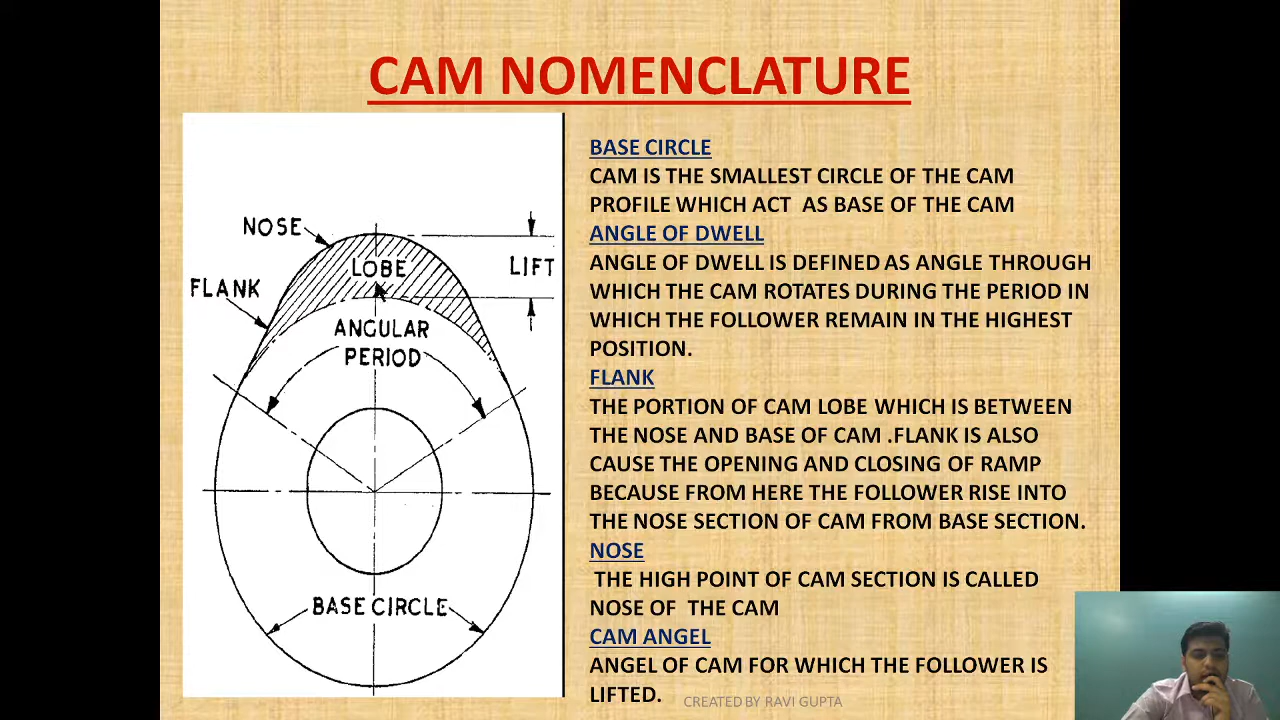 CAM NOMENCLATURE
NOSE
LOBE
LIFT
FLANK
ANGULAR
PERIOD
BASE CIRCLE
BASE CIRCLE
CAM IS THE SMALLEST CIRCLE OF THE CAM
PROFILE WHICH ACT AS BASE OF THE CAM
ANGLE OF DWELL
ANGLE OF DWELL IS DEFINED AS ANGLE THROUGH
WHICH THE CAM ROTATES DURING THE PERIOD IN
WHICH THE FOLLOWER REMAIN IN THE HIGHEST
POSITION.
FLANK
THE PORTION OF CAM LOBE WHICH IS BETWEEN
THE NOSE AND BASE OF CAM .FLANK IS ALSO
CAUSE THE OPENING AND CLOSING OF RAMP
BECAUSE FROM HERE THE FOLLOWER RISE INTO
THE NOSE SECTION OF CAM FROM BASE SECTION.
NOSE
THE HIGH POINT OF CAM SECTION IS CALLED
NOSE OF THE CAM
CAM ANGEL
ANGEL OF CAM FOR WHICH THE FOLLOWER IS
LIFTED.
CREATED BY RAVI GUPTA